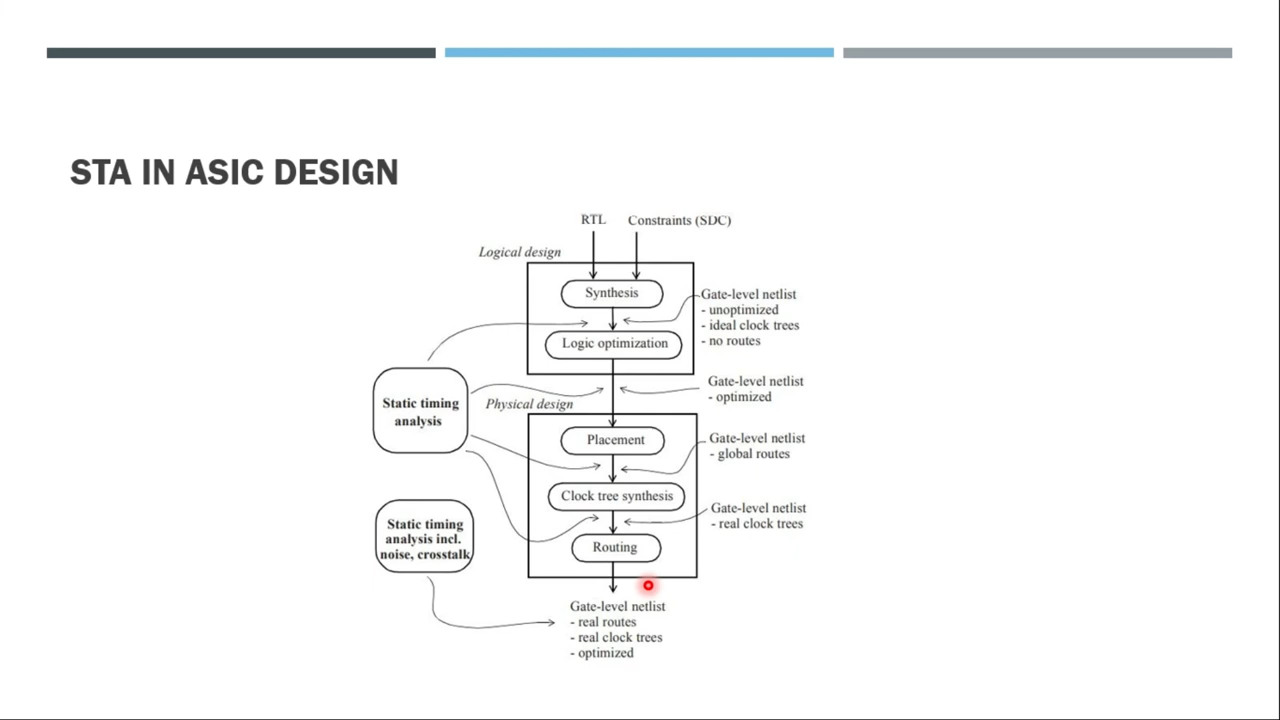 STA IN ASIC DESIGN
RTL
Constraints (SDC)
Logical design
Synthesis
Gate-level netlist
- unoptimized
- ideal clock trees
- no routes
Logic optimization
Gate-level netlist
- optimized
Static timing
analysis
Physical design
Placement
Gate-level netlist
- global routes
Clock tree synthesis
Gate-level netlist
- real clock trees
Static timing
analysis incl.
noise, crosstalk
Routing
Gate-level netlist
- real routes
- real clock trees
- optimized